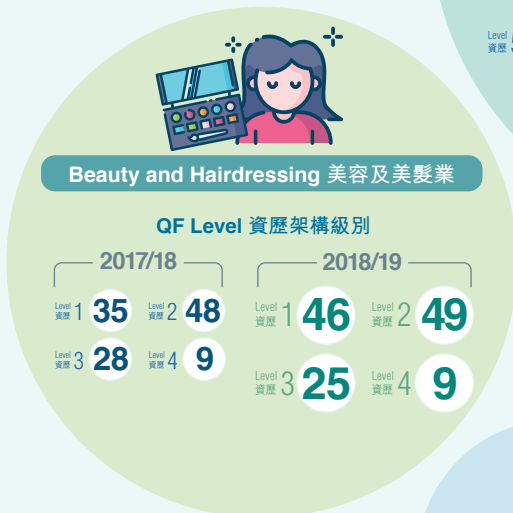 Level
資歷
Beauty and Hairdressing 美容及美髮業
QF Level 資歷架構級別
2017/18
Level 資歷 1 35 Level 資歷 2 48
Level 資歷 3 28 Level 資歷 4 9
2018/19
Level 資歷 1 46 Level 資歷 2 49
Level 資歷 3 25 Level 資歷 4 9